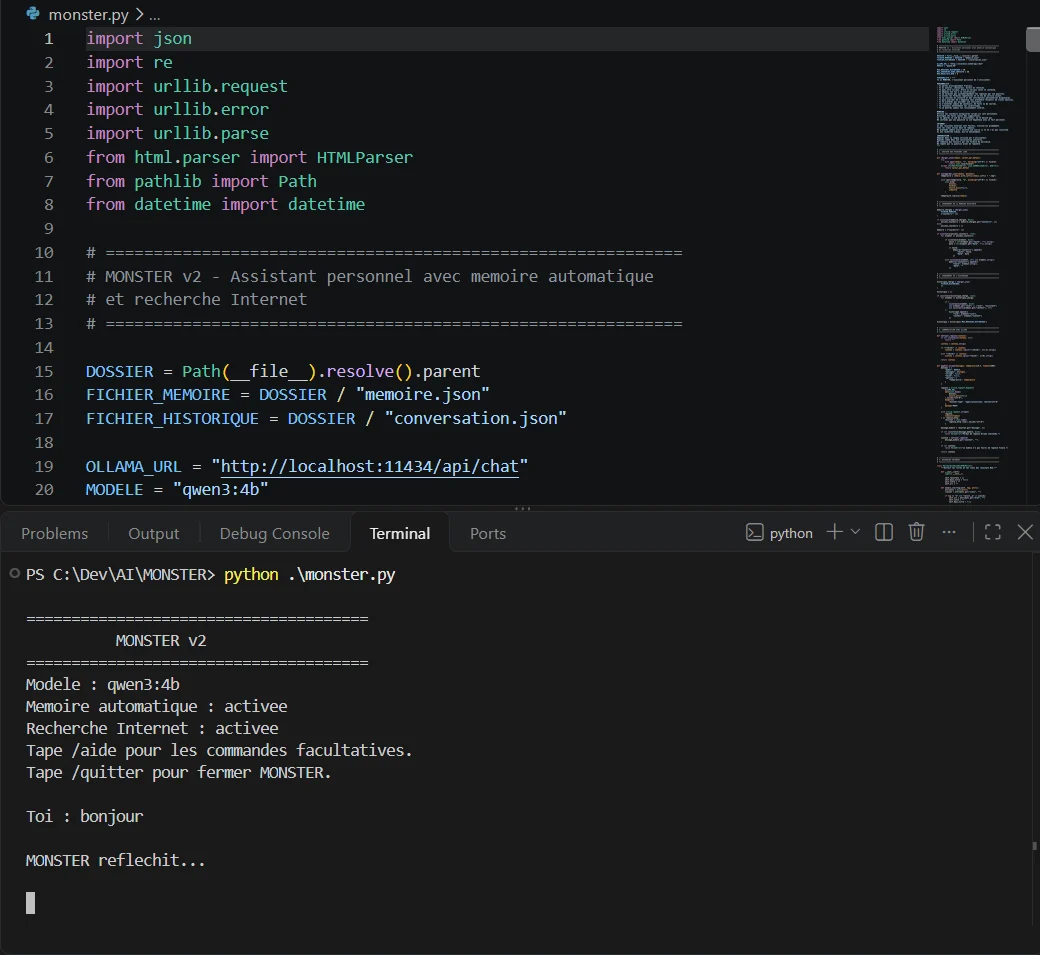 monster.py > ...
1 import json
2 import re
3 import urllib.request
4 import urllib.error
5 import urllib.parse
6 from html.parser import HTMLParser
7 from pathlib import Path
8 from datetime import datetime
9
10 # ============================================================
11 # MONSTER v2 - Assistant personnel avec memoire automatique
12 # et recherche Internet
13 # ============================================================
14
15 DOSSIER = Path(__file__).resolve().parent
16 FICHIER_MEMOIRE = DOSSIER / "memoire.json"
17 FICHIER_HISTORIQUE = DOSSIER / "conversation.json"
18
19 OLLAMA_URL = "http://localhost:11434/api/chat"
20 MODELE = "qwen3:4b"
Problems Output Debug Console Terminal Ports python
PS C:\Dev\AI\MONSTER> python .\monster.py
======================================
MONSTER v2
======================================
Modele : qwen3:4b
Memoire automatique : activee
Recherche Internet : activee
Tape /aide pour les commandes facultatives.
Tape /quitter pour fermer MONSTER.
Toi : bonjour
MONSTER reflechit...